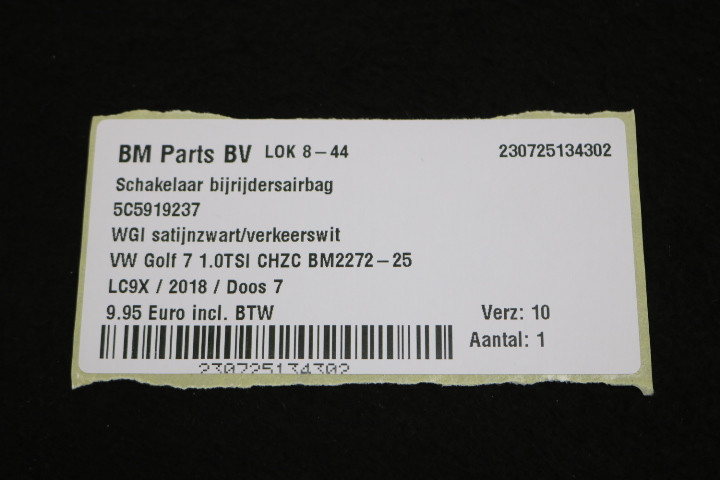 BM Parts BV LOK 8-44 230725134302
Schakelaar bijrijdersairbag
5C5919237
WGI satijnzwart/verkeerswit
VW Golf 7 1.0TSI CHZC BM2272-25
LC9X / 2018 / Doos 7
9.95 Euro incl. BTW Verz: 10
Aantal: 1
230725134302